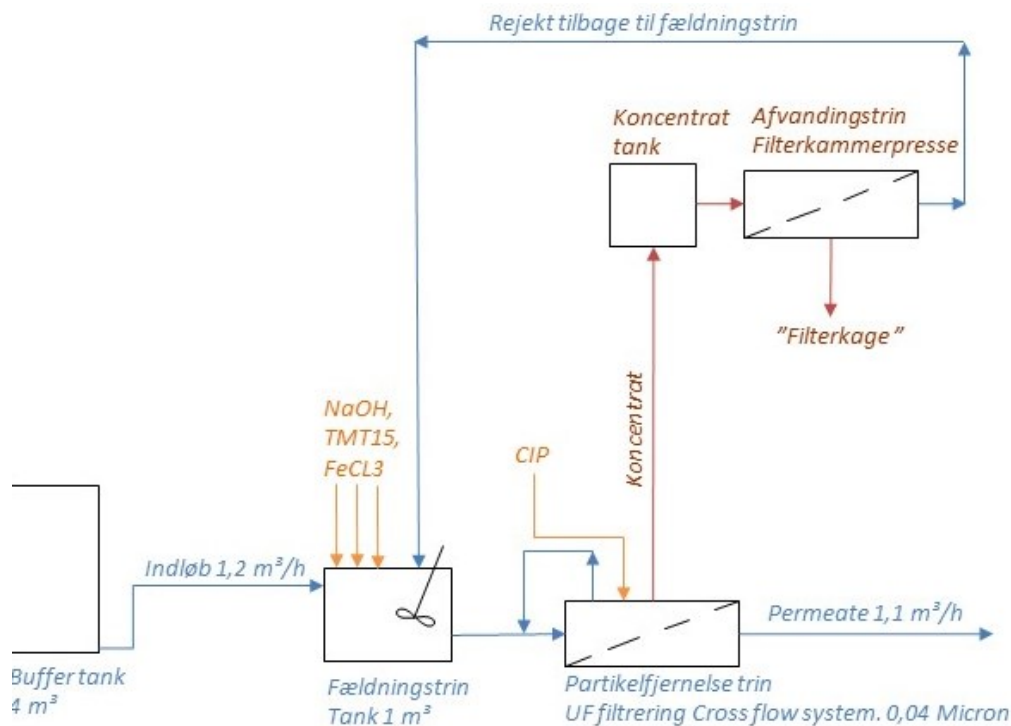 Rejekt tilbage til fældningstrin
Koncentrat
tank
Afvandingstrin
Filterkammerpresse
"Filterkage"
Koncentrat
NaOH,
TMT15,
FeCL3
CIP
Indløb 1,2 m³/h
Permeate 1,1 m³/h
Buffer tank
4 m³
Fældningstrin
Tank 1 m³
Partikelfjernelse trin
UF filtrering Cross flow system. 0,04 Micron